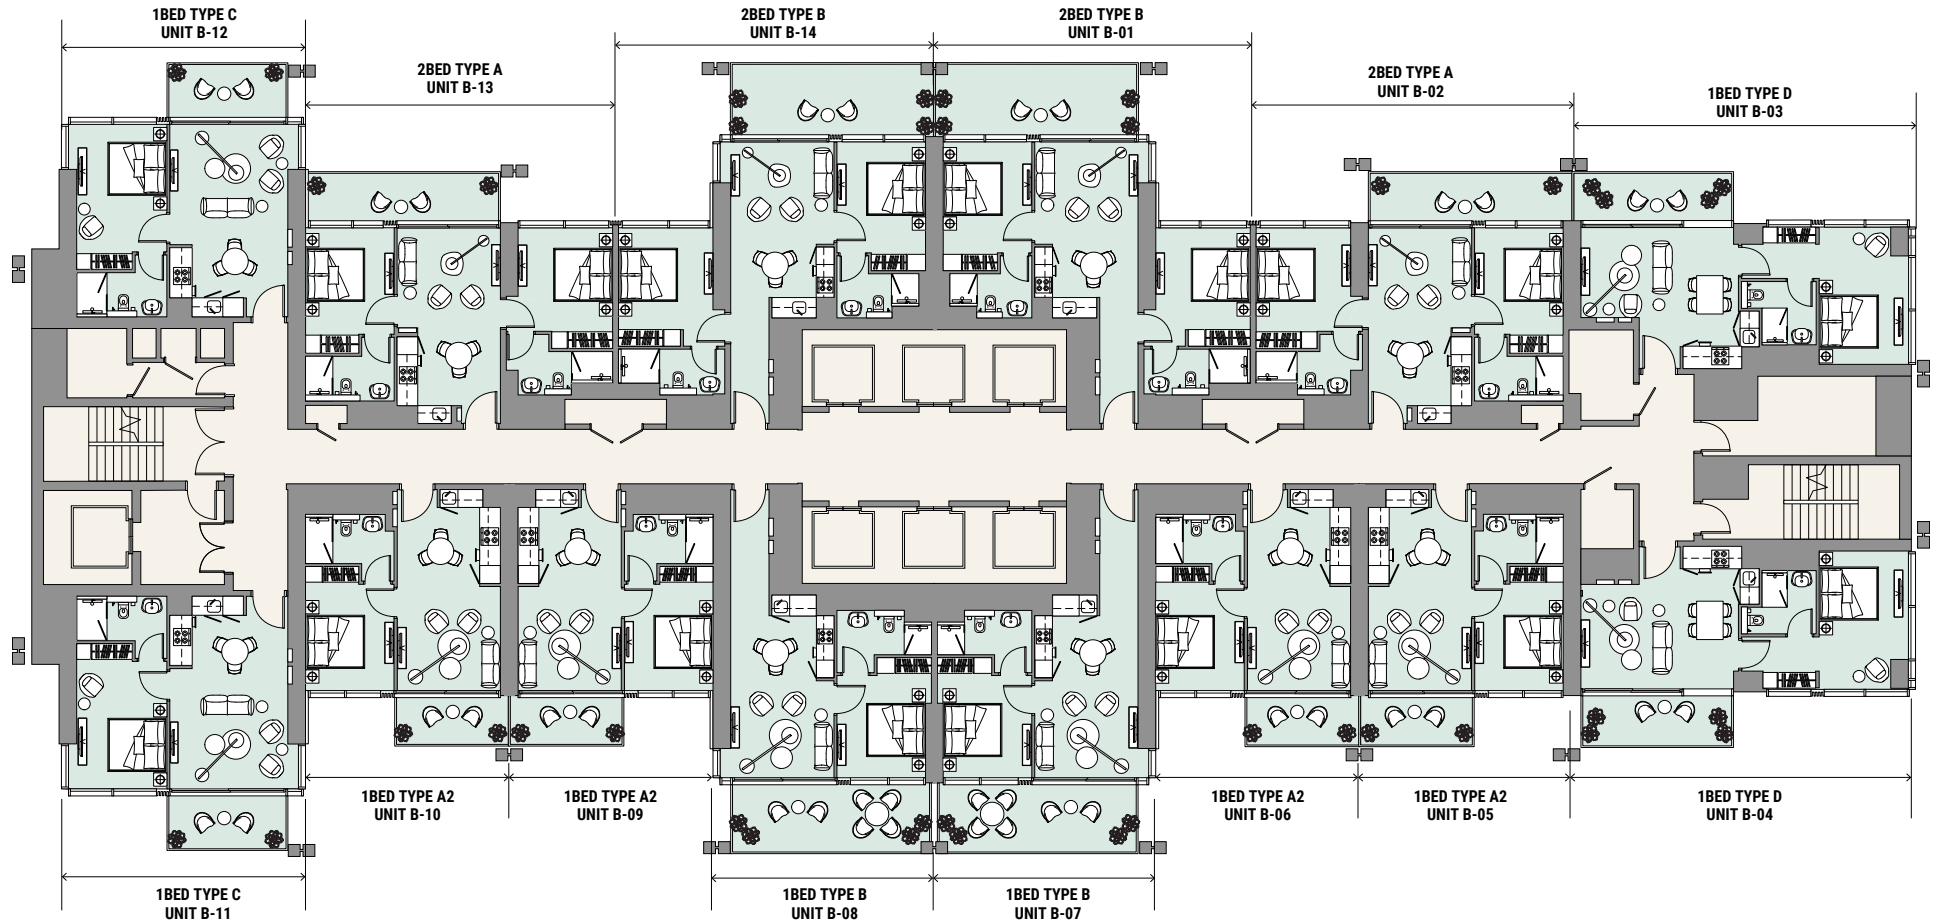 1BED TYPE C
UNIT B-12
2BED TYPE A
UNIT B-13
2BED TYPE B
UNIT B-14
2BED TYPE B
UNIT B-01
2BED TYPE A
UNIT B-02
1BED TYPE D
UNIT B-03
1BED TYPE C
UNIT B-11
1BED TYPE A2
UNIT B-10
1BED TYPE A2
UNIT B-09
1BED TYPE B
UNIT B-08
1BED TYPE B
UNIT B-07
1BED TYPE A2
UNIT B-06
1BED TYPE A2
UNIT B-05
1BED TYPE D
UNIT B-04